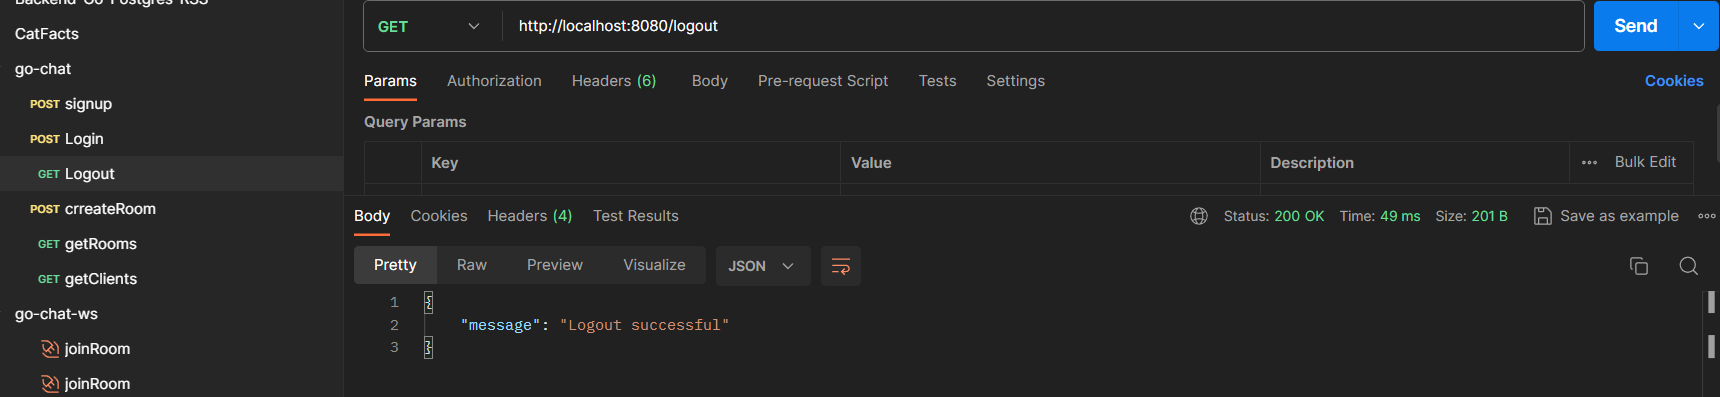 Backend-Go-Postgres-RSS
CatFacts
go-chat
POST signup
POST Login
GET Logout
POST crreateRoom
GET getRooms
GET getClients
go-chat-ws
joinRoom
joinRoom
GET http://localhost:8080/logout Send
Params Authorization Headers (6) Body Pre-request Script Tests Settings Cookies
Query Params
Key Value Description Bulk Edit
Body Cookies Headers (4) Test Results Status: 200 OK Time: 49 ms Size: 201 B Save as example
Pretty Raw Preview Visualize JSON
1 {
2 "message": "Logout successful"
3 }